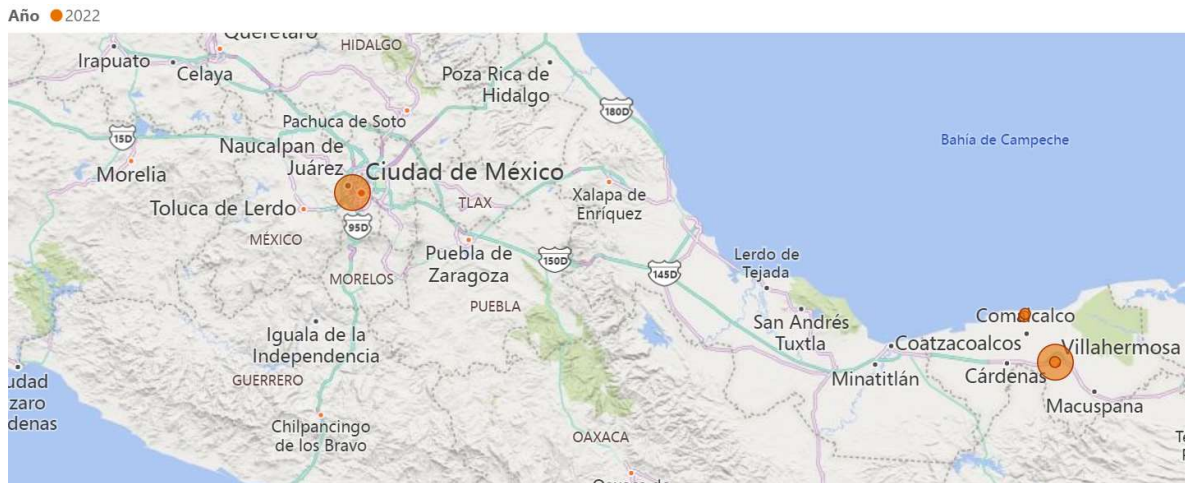 Año 2022
Querétaro
HIDALGO
Irapuato
Celaya
Poza Rica de
Hidalgo
180D
Pachuca de Soto
15D
Naucalpan de
Juárez
Bahía de Campeche
Morelia
Ciudad de México
Toluca de Lerdo
TLAX
Xalapa de
Enríquez
95D
MÉXICO
Puebla de
Zaragoza
150D
145D
Lerdo de
Tejada
MORELOS
PUEBLA
Comalcalco
San Andrés
Tuxtla
Iguala de la
Independencia
Coatzacoalcos
Villahermosa
GUERRERO
Minatitlán
Cárdenas
udad
zaro
denas
Macuspana
Chilpancingo
de los Bravo
OAXACA